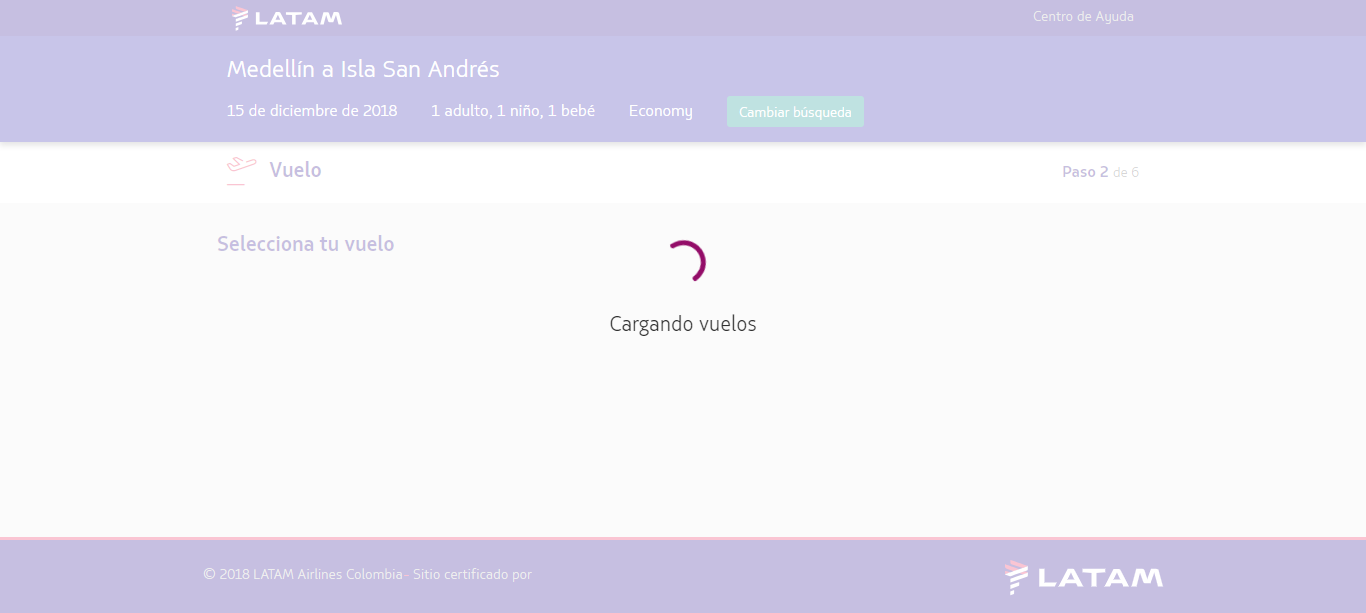 LATAM
Centro de Ayuda
Medellín a Isla San Andrés
15 de diciembre de 2018 1 adulto, 1 niño, 1 bebé Economy Cambiar búsqueda
Vuelo
Paso 2 de 6
Selecciona tu vuelo
Cargando vuelos
© 2018 LATAM Airlines Colombia - Sitio certificado por
LATAM